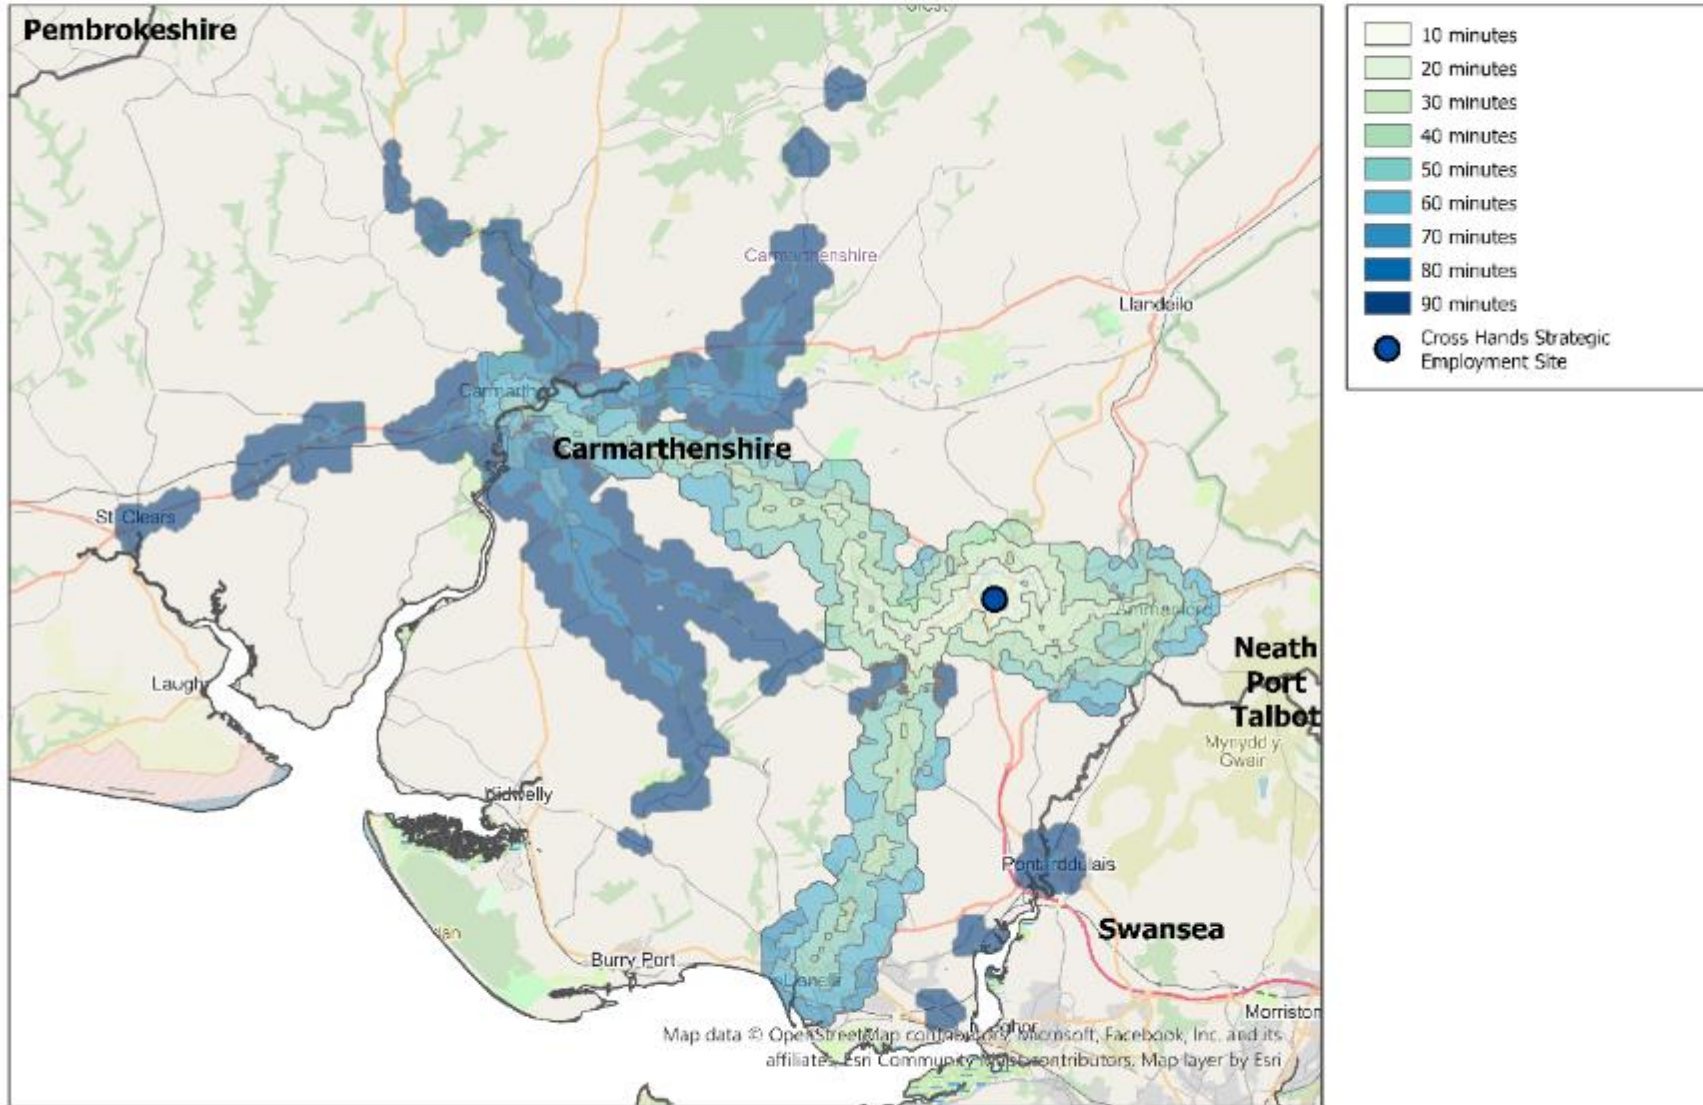 Pembrokeshire
Carmarthenshire
Llandeilo
Carmarthenshire
St. Clears
Neath
Port
Talbot
Mynydd y
Gwair
Kidwelly
Swansea
Burry Port
Morriston
Map data © OpenStreetMap contributors, Microsoft, Facebook, Inc. and its
affiliates, Esri Community Maps contributors, Map layer by Esri
10 minutes
20 minutes
30 minutes
40 minutes
50 minutes
60 minutes
70 minutes
80 minutes
90 minutes
Cross Hands Strategic
Employment Site